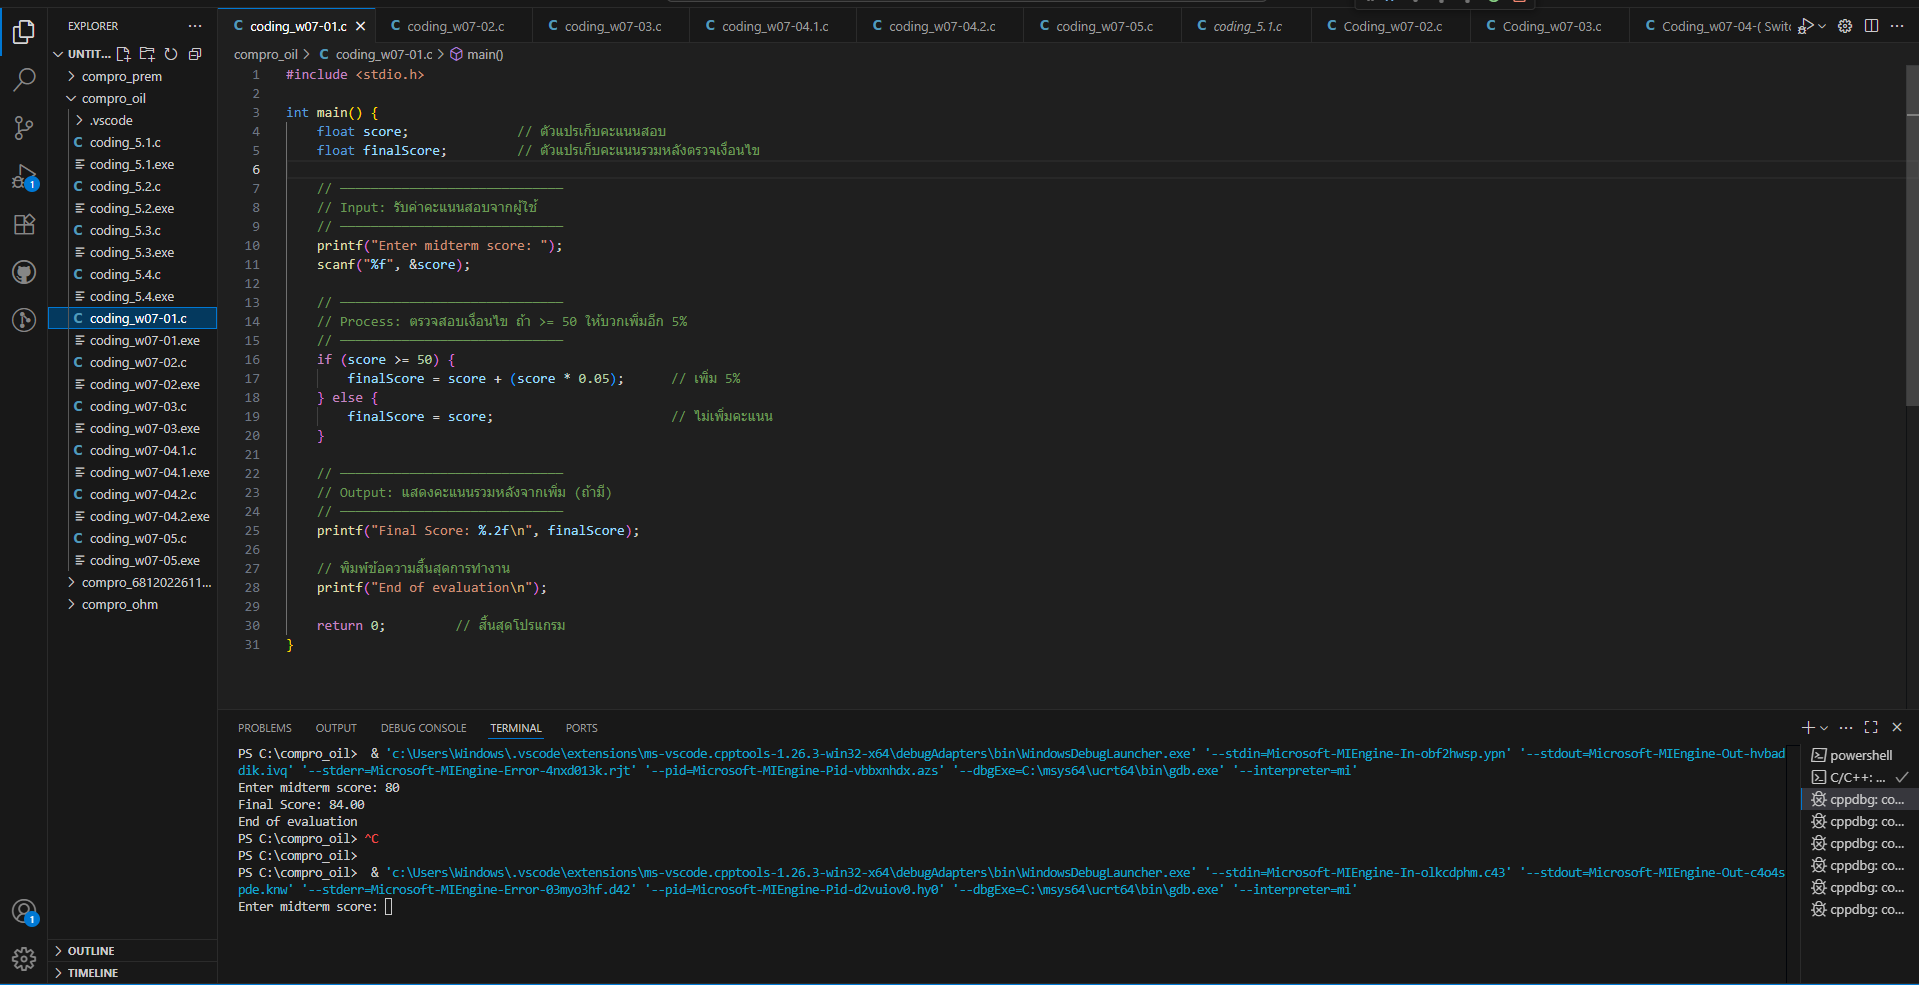 EXPLORER ···
coding_w07-01.c
coding_w07-02.c
coding_w07-03.c
coding_w07-04.1.c
coding_w07-04.2.c
coding_w07-05.c
coding_5.1.c
Coding_w07-02.c
Coding_w07-03.c
Coding_w07-04-( Swit
UNTIT...
compro_prem
compro_oil
.vscode
coding_5.1.c
coding_5.1.exe
coding_5.2.c
coding_5.2.exe
coding_5.3.c
coding_5.3.exe
coding_5.4.c
coding_5.4.exe
coding_w07-01.c
coding_w07-01.exe
coding_w07-02.c
coding_w07-02.exe
coding_w07-03.c
coding_w07-03.exe
coding_w07-04.1.c
coding_w07-04.1.exe
coding_w07-04.2.c
coding_w07-04.2.exe
coding_w07-05.c
coding_w07-05.exe
compro_6812022611...
compro_ohm
OUTLINE
TIMELINE
1
1
compro_oil > C coding_w07-01.c > main()
1 #include <stdio.h>
2
3 int main() {
4 float score; // ตัวแปรเก็บคะแนนสอบ
5 float finalScore; // ตัวแปรเก็บคะแนนรวมหลังตรวจเงื่อนไข
6
7 // ─────────────────────────────
8 // Input: รับค่าคะแนนสอบจากผู้ใช้
9 // ─────────────────────────────
10 printf("Enter midterm score: ");
11 scanf("%f", &score);
12
13 // ─────────────────────────────
14 // Process: ตรวจสอบเงื่อนไข ถ้า >= 50 ให้บวกเพิ่มอีก 5%
15 // ─────────────────────────────
16 if (score >= 50) {
17 finalScore = score + (score * 0.05); // เพิ่ม 5%
18 } else {
19 finalScore = score; // ไม่เพิ่มคะแนน
20 }
21
22 // ─────────────────────────────
23 // Output: แสดงคะแนนรวมหลังจากเพิ่ม (ถ้ามี)
24 // ─────────────────────────────
25 printf("Final Score: %.2f\n", finalScore);
26
27 // พิมพ์ข้อความสิ้นสุดการทำงาน
28 printf("End of evaluation\n");
29
30 return 0; // สิ้นสุดโปรแกรม
31 }
PROBLEMS OUTPUT DEBUG CONSOLE TERMINAL PORTS
PS C:\compro_oil> & 'c:\Users\Windows\.vscode\extensions\ms-vscode.cpptools-1.26.3-win32-x64\debugAdapters\bin\WindowsDebugLauncher.exe' '--stdin=Microsoft-MIEngine-In-obf2hwsp.ypn' '--stdout=Microsoft-MIEngine-Out-hvbad
dik.ivq' '--stderr=Microsoft-MIEngine-Error-4nxd013k.rjt' '--pid=Microsoft-MIEngine-Pid-vbbxnhdx.azs' '--dbgExe=C:\msys64\ucrt64\bin\gdb.exe' '--interpreter=mi'
Enter midterm score: 80
Final Score: 84.00
End of evaluation
PS C:\compro_oil> ^C
PS C:\compro_oil>
PS C:\compro_oil> & 'c:\Users\Windows\.vscode\extensions\ms-vscode.cpptools-1.26.3-win32-x64\debugAdapters\bin\WindowsDebugLauncher.exe' '--stdin=Microsoft-MIEngine-In-olkcdphm.c43' '--stdout=Microsoft-MIEngine-Out-c4o4s
pde.knw' '--stderr=Microsoft-MIEngine-Error-03myo3hf.d42' '--pid=Microsoft-MIEngine-Pid-d2vuiov0.hy0' '--dbgExe=C:\msys64\ucrt64\bin\gdb.exe' '--interpreter=mi'
Enter midterm score:
powershell
C/C++: ...
cppdbg: co...
cppdbg: co...
cppdbg: co...
cppdbg: co...
cppdbg: co...
cppdbg: co...